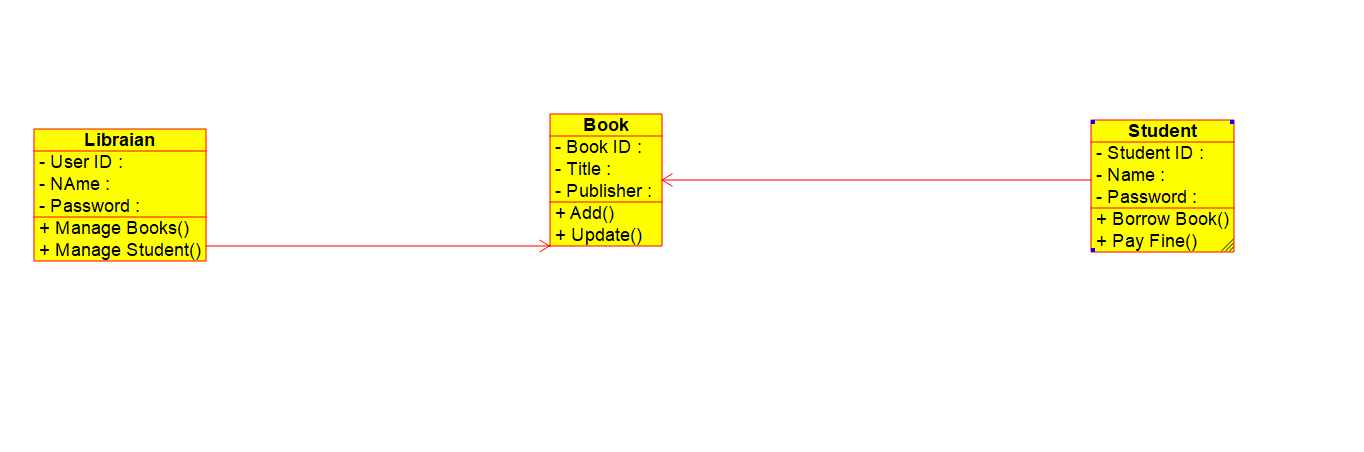 Libraian
- User ID :
- NAme :
- Password :
+ Manage Books()
+ Manage Student()
Book
- Book ID :
- Title :
- Publisher :
+ Add()
+ Update()
Student
- Student ID :
- Name :
- Password :
+ Borrow Book()
+ Pay Fine()